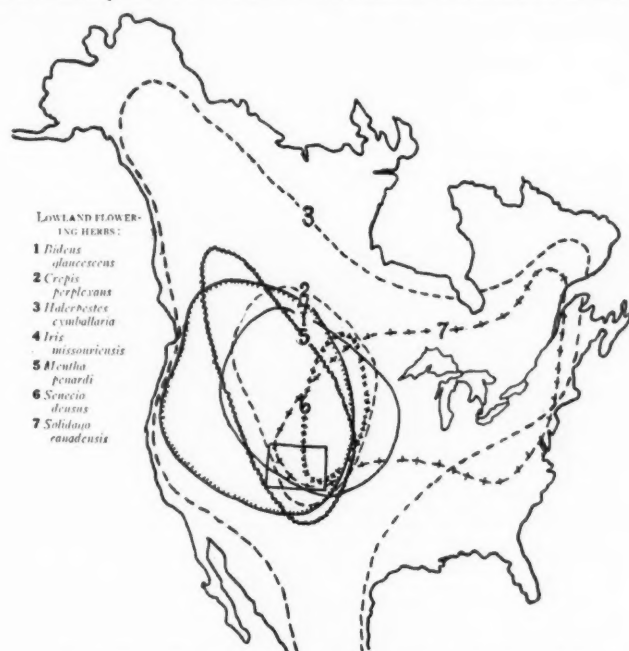 LOWLAND FLOWER-
ING HERBS:
1 Bidens
glaucescens
2 Crepis
perplexans
3 Halerpestes
cymballaria
4 Iris
missouriensis
5 Mentha
penardi
6 Senecio
densus
7 Solidago
canadensis
3
2
7
5
6